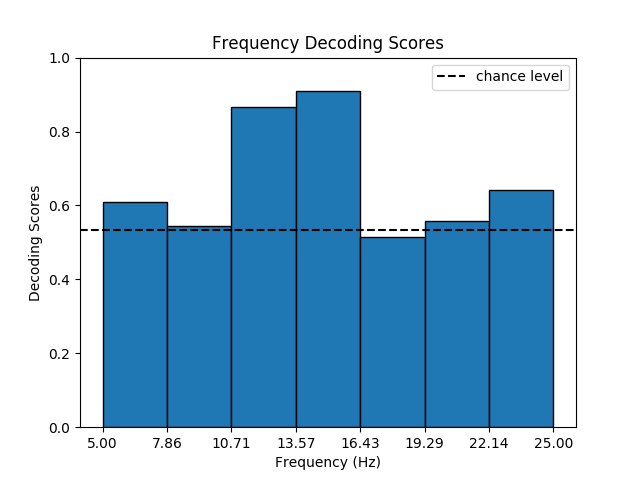 Frequency Decoding Scores
chance level
1.0
0.8
0.6
0.4
0.2
0.0
Decoding Scores
5.00 7.86 10.71 13.57 16.43 19.29 22.14 25.00
Frequency (Hz)